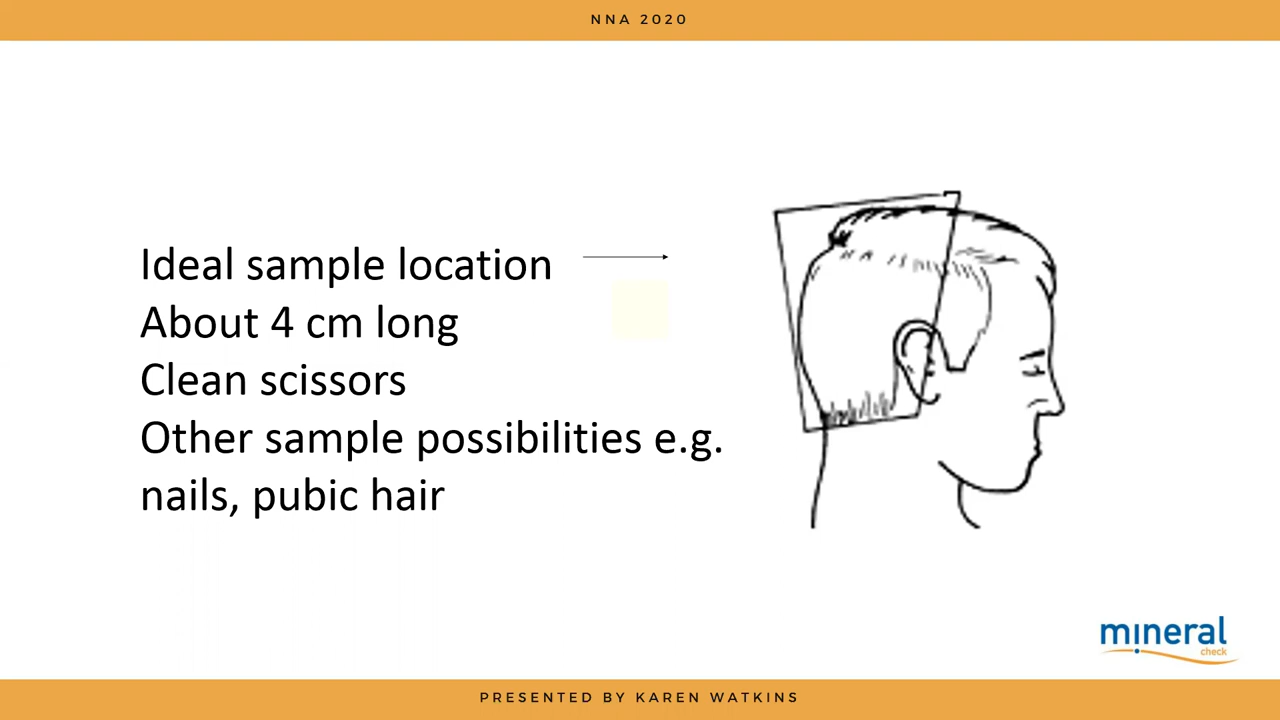 NNA 2020
Ideal sample location
About 4 cm long
Clean scissors
Other sample possibilities e.g.
nails, pubic hair
mineral
check
PRESENTED BY KAREN WATKINS